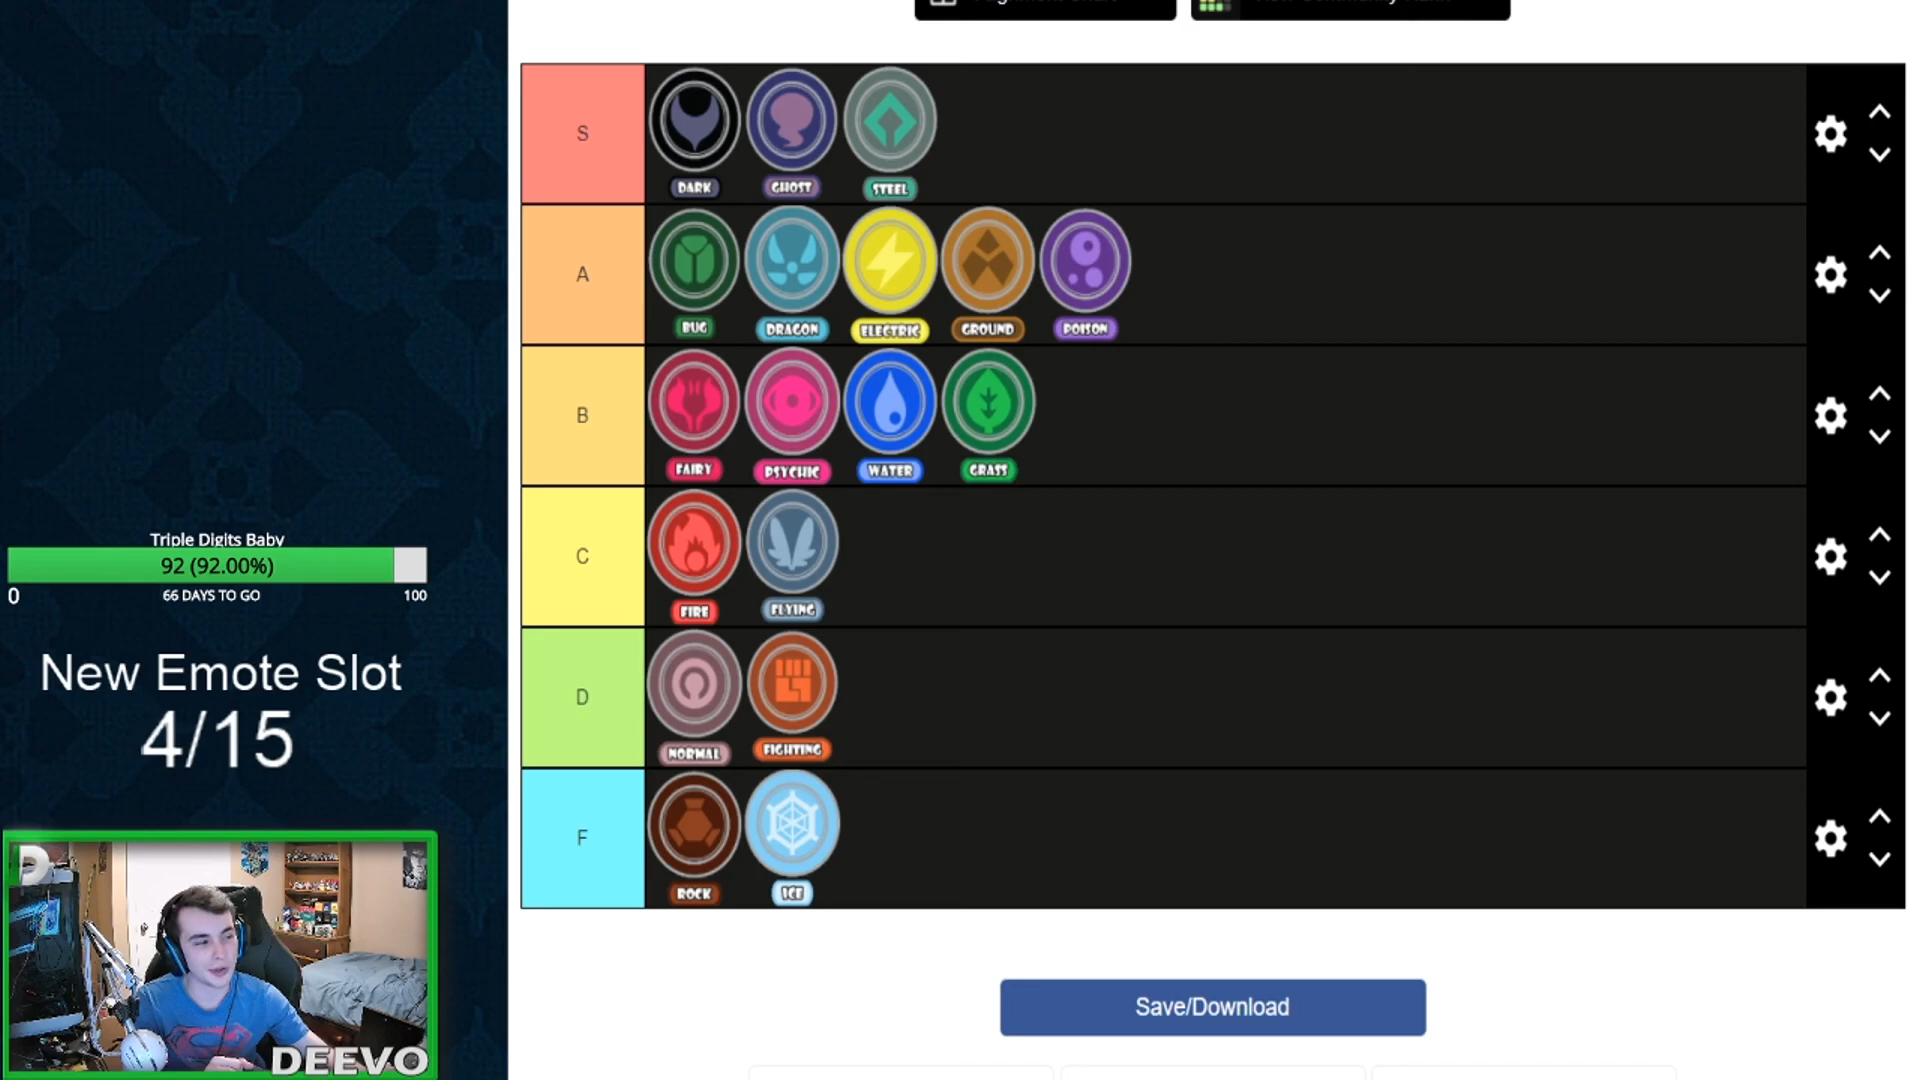 S
DARK GHOST STEEL
A
BUG DRAGON ELECTRIC GROUND POISON
B
FAIRY PSYCHIC WATER GRASS
C
FIRE FLYING
D
NORMAL FIGHTING
F
ROCK ICE
Save/Download
Triple Digits Baby
92 (92.00%)
0 66 DAYS TO GO 100
New Emote Slot
4/15
DEEVO